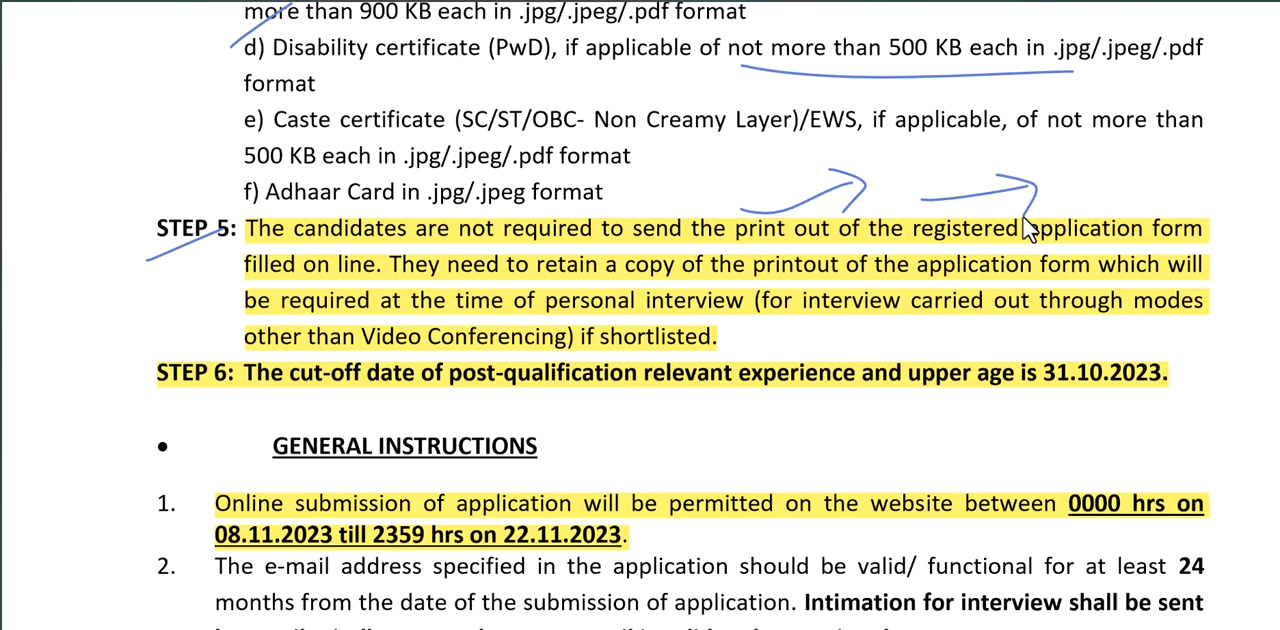 more than 900 KB each in .jpg/.jpeg/.pdf format
d) Disability certificate (PwD), if applicable of not more than 500 KB each in .jpg/.jpeg/.pdf
format
e) Caste certificate (SC/ST/OBC- Non Creamy Layer)/EWS, if applicable, of not more than
500 KB each in .jpg/.jpeg/.pdf format
f) Adhaar Card in .jpg/.jpeg format
STEP 5: The candidates are not required to send the print out of the registered application form
filled on line. They need to retain a copy of the printout of the application form which will
be required at the time of personal interview (for interview carried out through modes
other than Video Conferencing) if shortlisted.
STEP 6: The cut-off date of post-qualification relevant experience and upper age is 31.10.2023.
• GENERAL INSTRUCTIONS
1. Online submission of application will be permitted on the website between 0000 hrs on
08.11.2023 till 2359 hrs on 22.11.2023.
2. The e-mail address specified in the application should be valid/ functional for at least 24
months from the date of the submission of application. Intimation for interview shall be sent